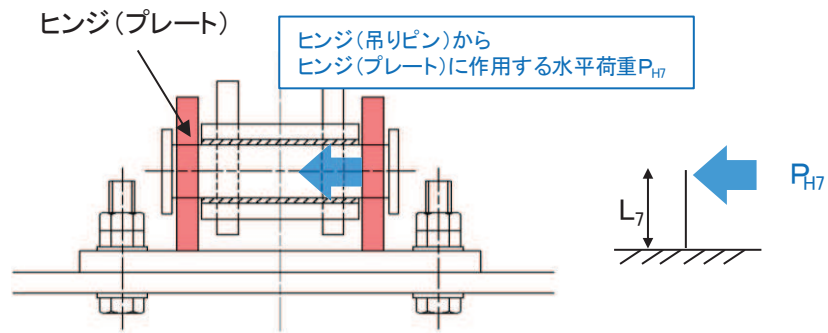 ヒンジ(プレート)
ヒンジ(吊りピン)から
ヒンジ(プレート)に作用する水平荷重PH7
PH7
L7